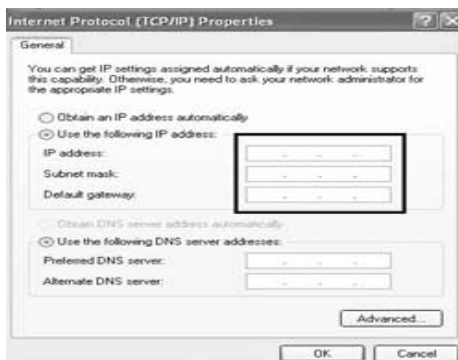 Internet Protocol (TCP/IP) Properties
General
You can get IP settings assigned automatically if your network supports
this capability. Otherwise, you need to ask your network administrator for
the appropriate IP settings.
Obtain an IP address automatically
Use the following IP address:
IP address:
Subnet mask:
Default gateway:
Obtain DNS server address automatically
Use the following DNS server addresses:
Preferred DNS server:
Alternate DNS server:
Advanced...
OK Cancel